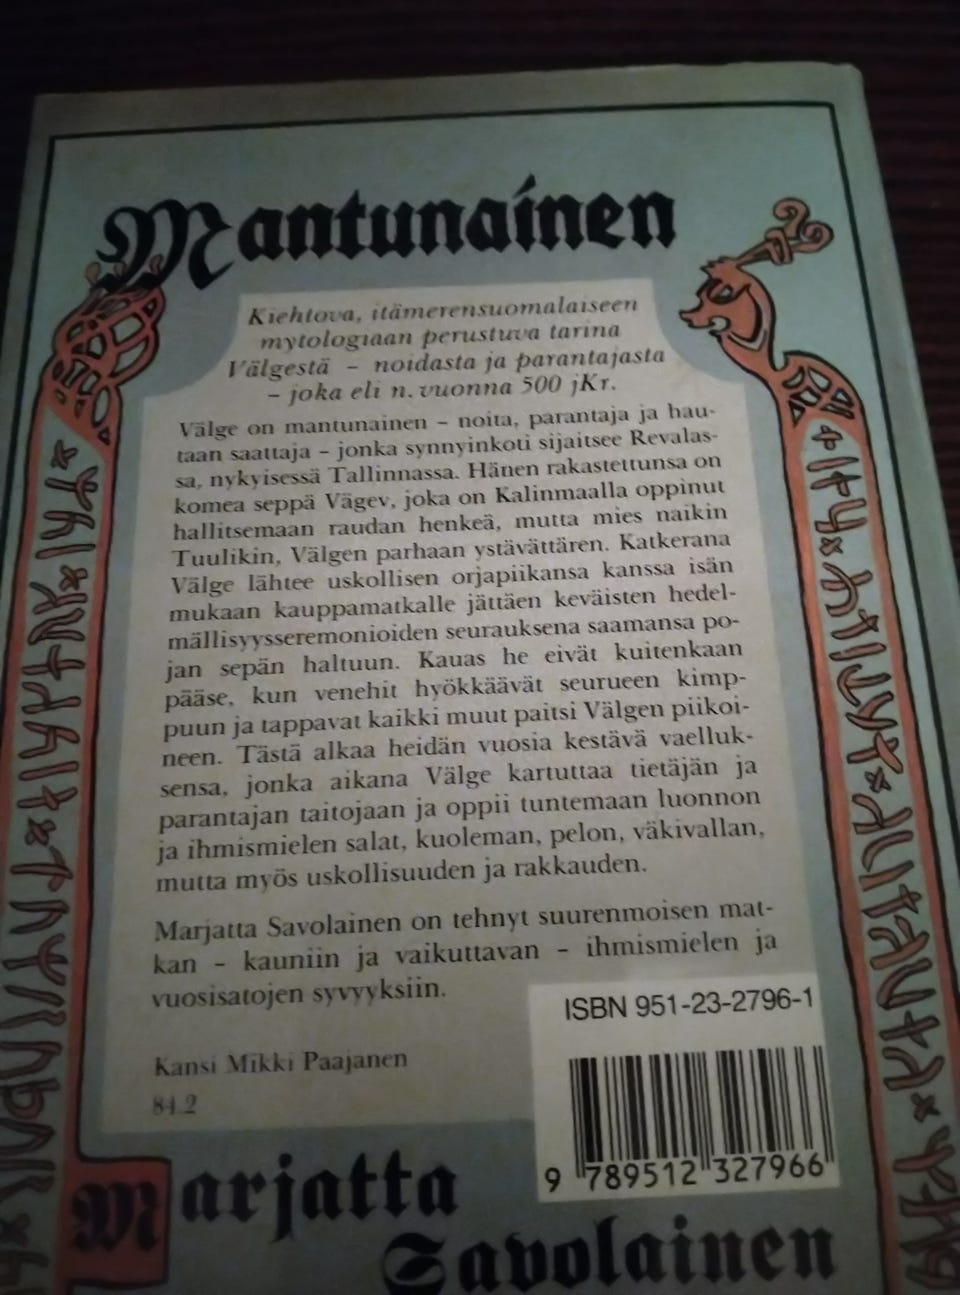 Mantunainen
Kiehtova, itämerensuomalaiseen
mytologiaan perustuva tarina
Välgestä – noidasta ja parantajasta
– joka eli n. vuonna 500 jKr.
Välge on mantunainen – noita, parantaja ja hau-
taan saattaja – jonka synnyinkoti sijaitsee Revalas-
sa, nykyisessä Tallinnassa. Hänen rakastettunsa on
komea seppä Vägev, joka on Kalinmaalla oppinut
hallitsemaan raudan henkeä, mutta mies naikin
Tuulikin, Välgen parhaan ystävättären. Katkerana
Välge lähtee uskollisen orjapiikansa kanssa isän
mukaan kauppamatkalle jättäen keväisten hedel-
mällisyysseremonioiden seurauksena saamansa po-
jan sepän haltuun. Kauas he eivät kuitenkaan
pääse, kun venehit hyökkäävät seurueen kimp-
puun ja tappavat kaikki muut paitsi Välgen piikoi-
neen. Tästä alkaa heidän vuosia kestävä vaelluk-
sensa, jonka aikana Välge kartuttaa tietäjän ja
parantajan taitojaan ja oppii tuntemaan luonnon
ja ihmismielen salat, kuoleman, pelon, väkivallan,
mutta myös uskollisuuden ja rakkauden.
Marjatta Savolainen on tehnyt suurenmoisen mat-
kan – kauniin ja vaikuttavan – ihmismielen ja
vuosisatojen syvyyksiin.
ISBN 951-23-2796-1
Kansi Mikki Paajanen
84.2
9 789512 327966
Marjatta
Savolainen